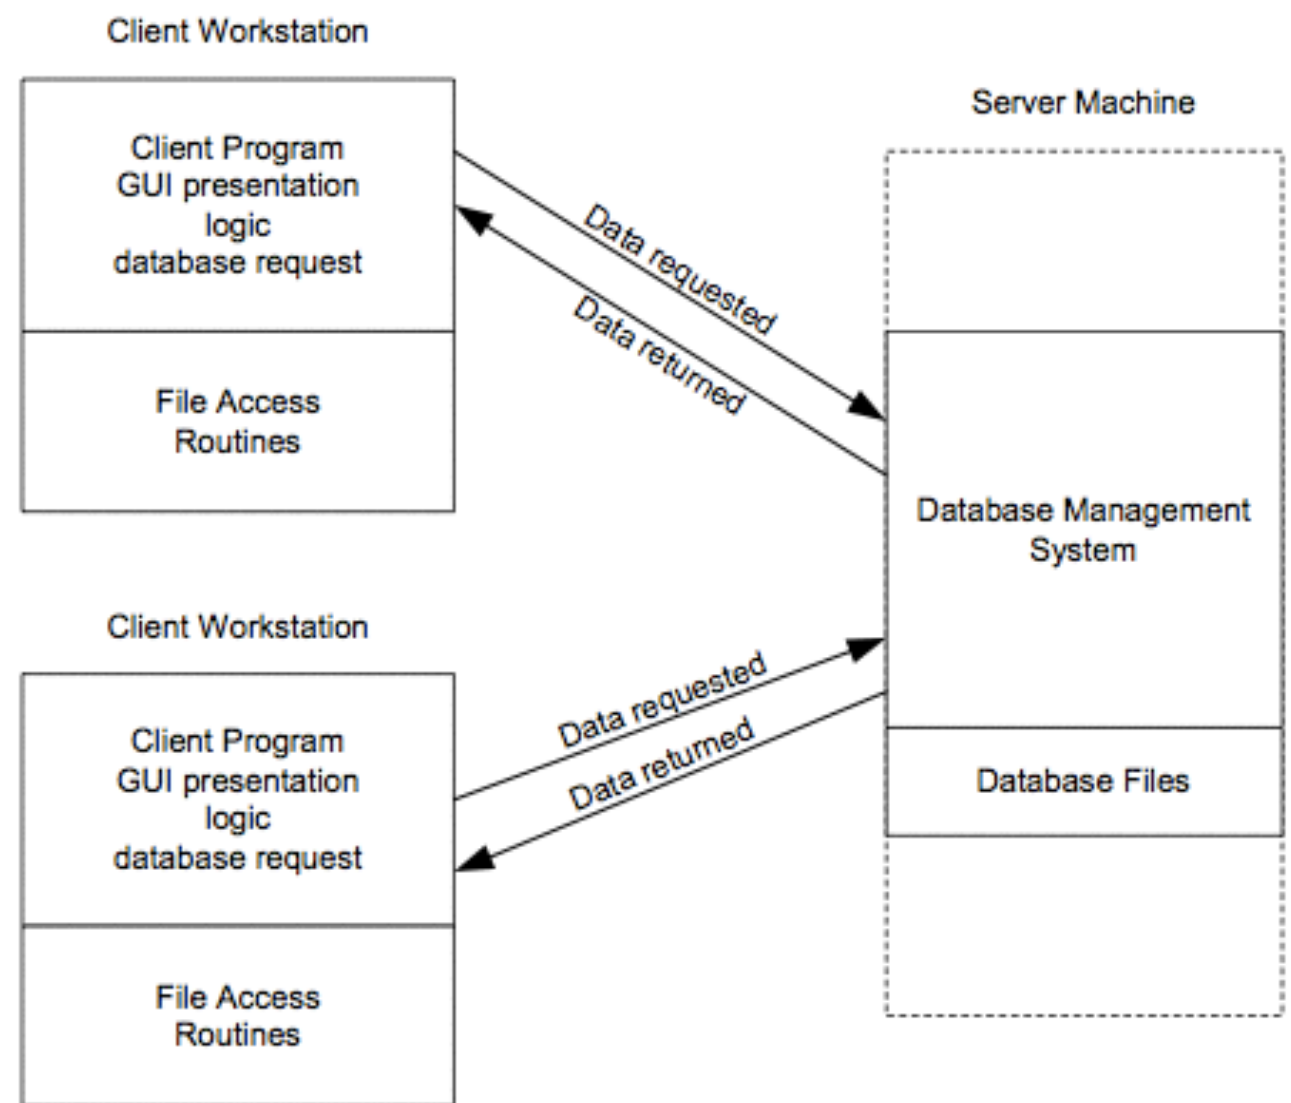 Client Workstation
Client Program
GUI presentation
logic
database request
File Access
Routines
Data requested
Data returned
Server Machine
Database Management
System
Database Files
Client Workstation
Client Program
GUI presentation
logic
database request
File Access
Routines
Data requested
Data returned